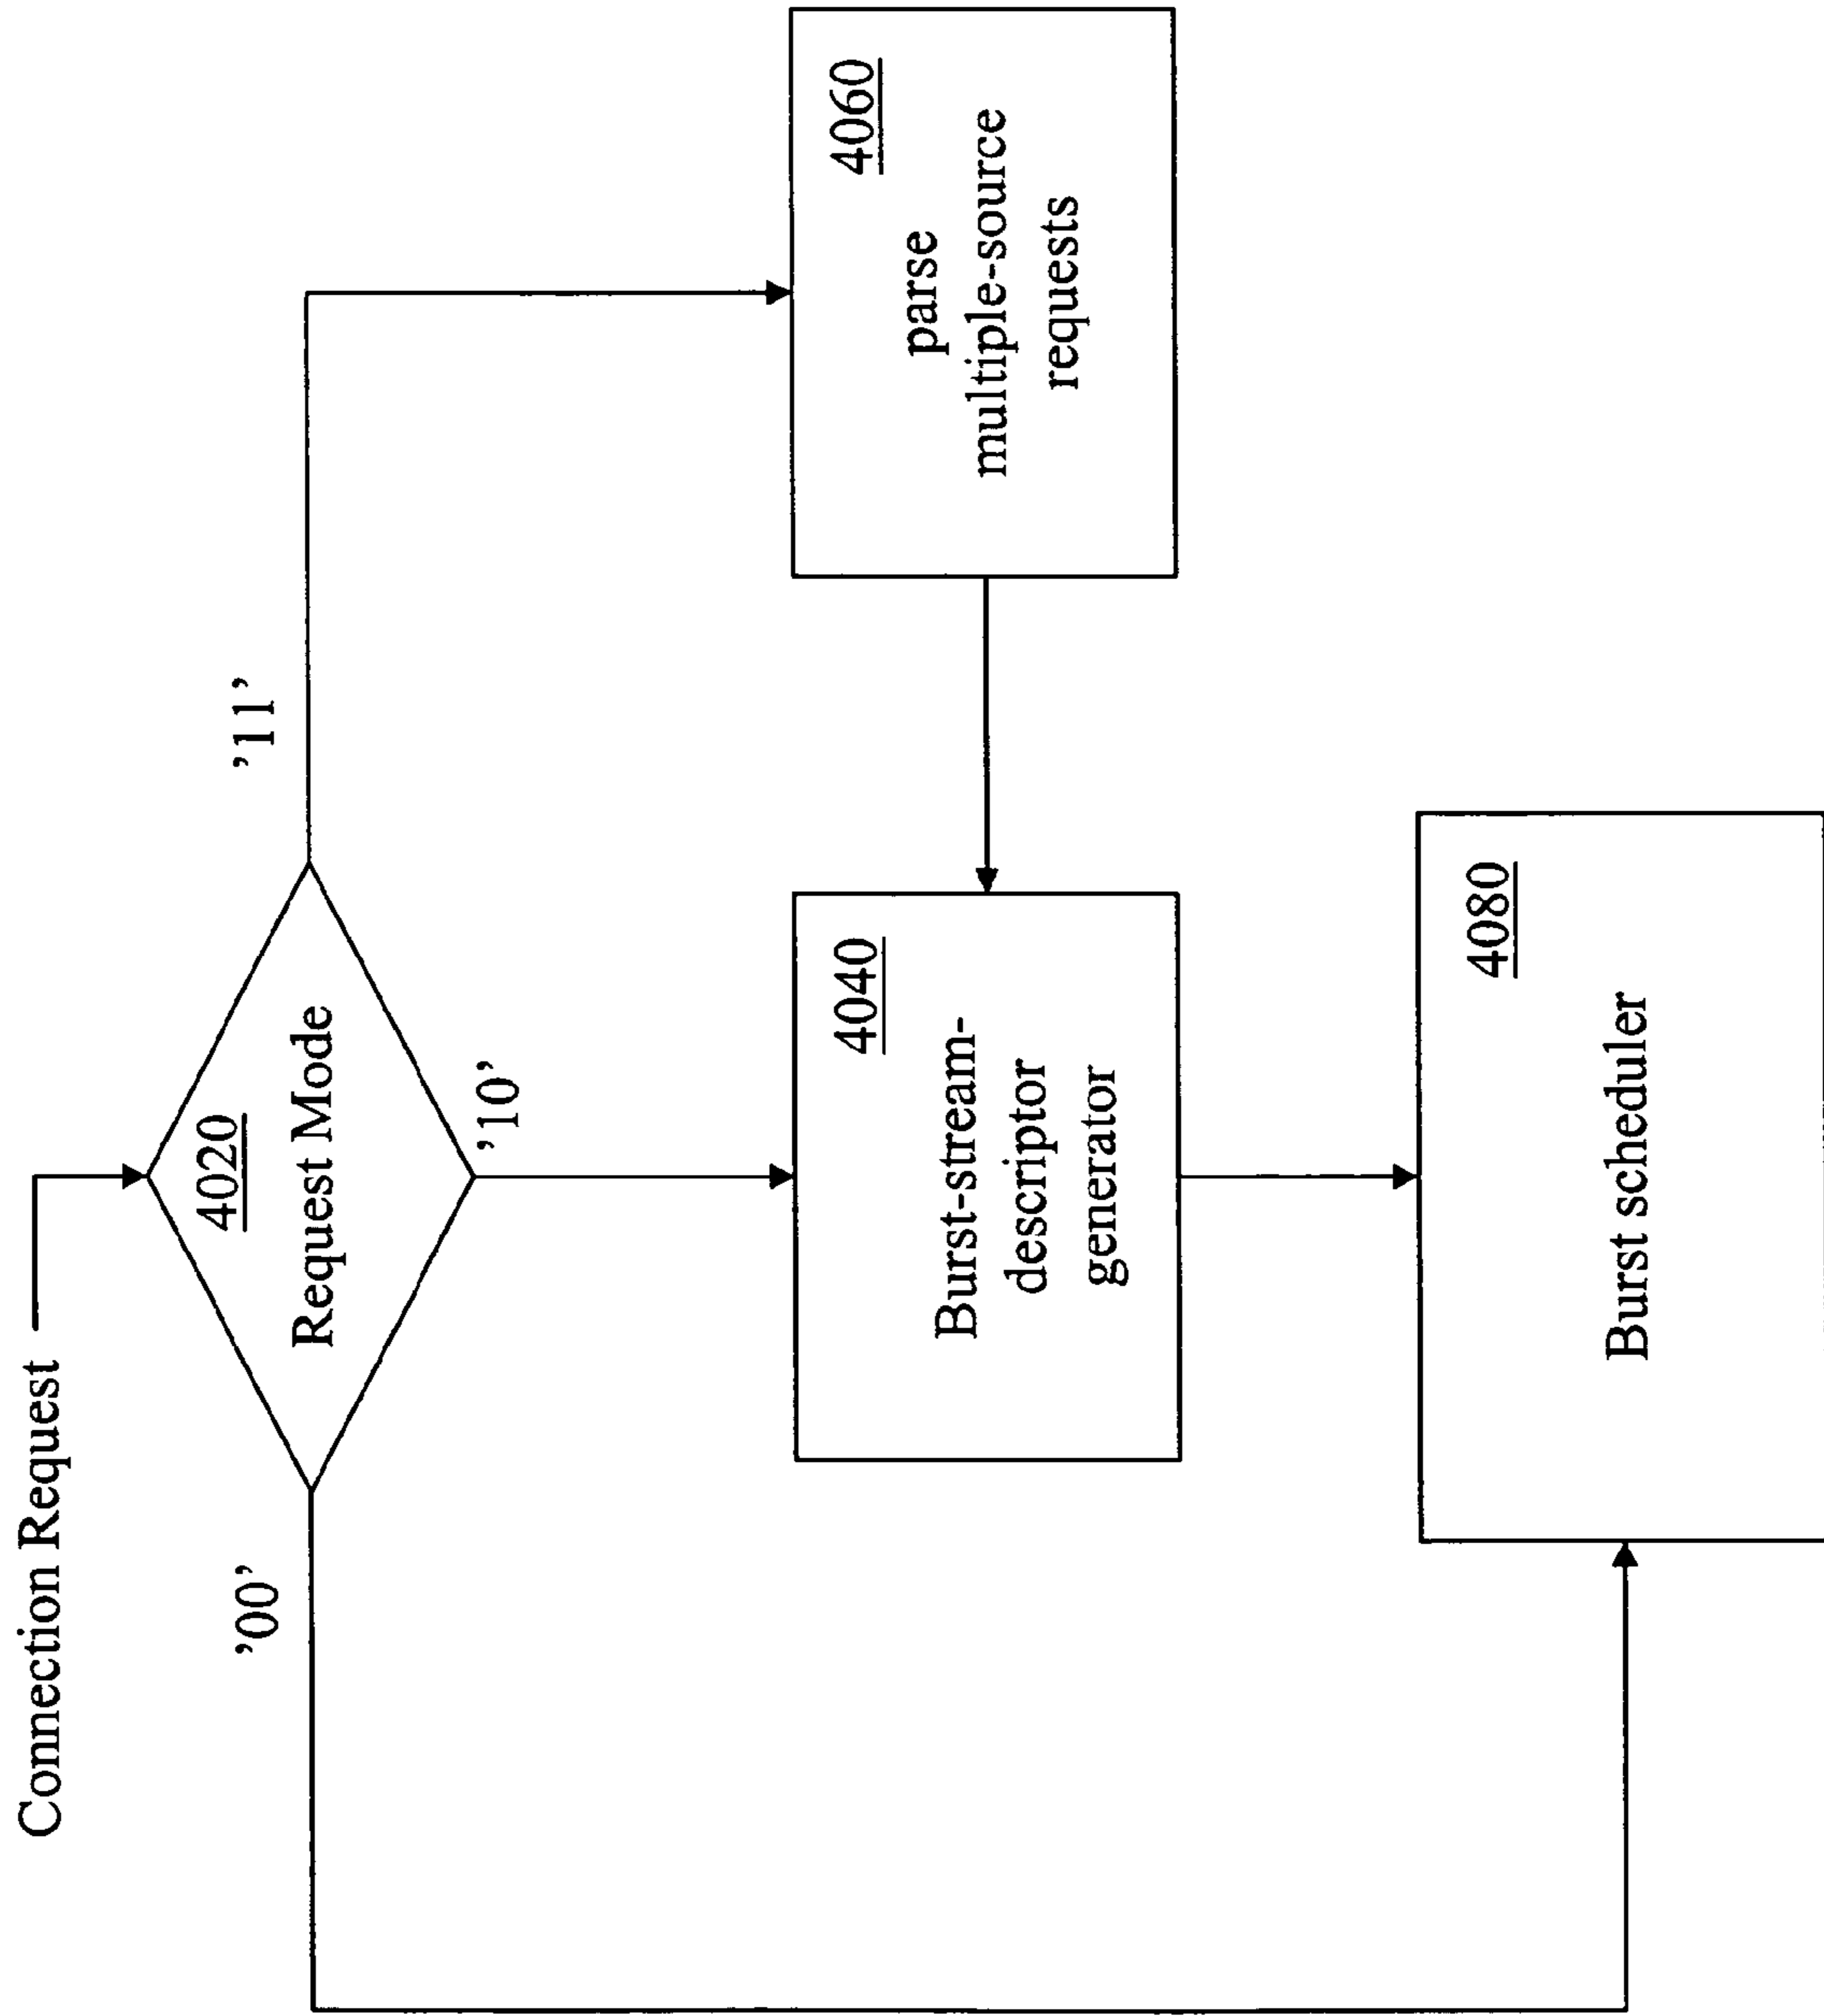 Connection Request
4020
Request Mode
’00’
’10’
’11’
4040
Burst-stream-
descriptor
generator
4060
parse
multiple-source
requests
4080
Burst scheduler